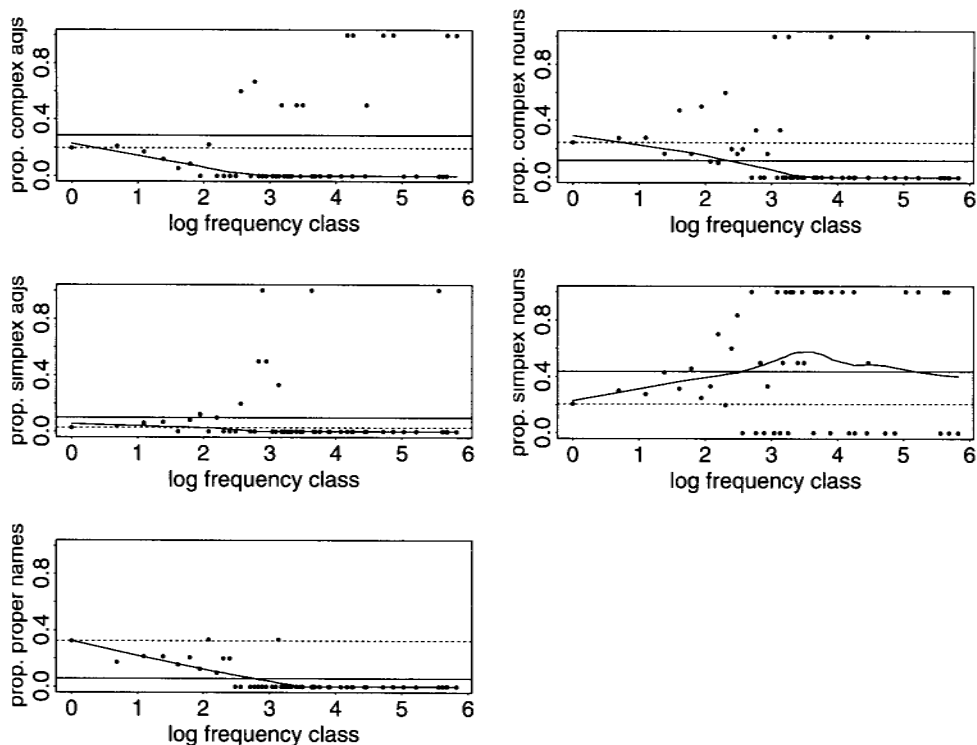 prop. complex adjs
0.0 0.4 0.8
0 1 2 3 4 5 6
log frequency class
prop. complex nouns
0.0 0.4 0.8
0 1 2 3 4 5 6
log frequency class
prop. simplex adjs
0.0 0.4 0.8
0 1 2 3 4 5 6
log frequency class
prop. simplex nouns
0.0 0.4 0.8
0 1 2 3 4 5 6
log frequency class
prop. proper names
0.0 0.4 0.8
0 1 2 3 4 5 6
log frequency class